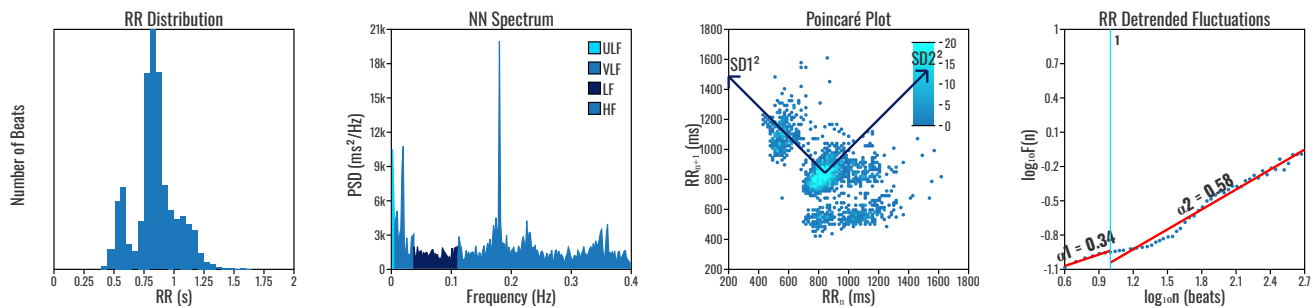 RR Distribution
Number of Beats
0 0.25 0.5 0.75 1 1.25 1.5 1.75 2
RR (s)
NN Spectrum
PSD (ms²/Hz)
21k
18k
15k
12k
9k
6k
3k
0
ULF
VLF
LF
HF
0 0.1 0.2 0.3 0.4
Frequency (Hz)
Poincaré Plot
RRₙ₊₁ (ms)
1800
1600
1400
1200
1000
800
600
400
200
SD1²
SD2²
20
15
10
5
0
200 400 600 800 1000 1200 1400 1600 1800
RRₙ (ms)
RR Detrended Fluctuations
log₁₀F(n)
1
0.7
0.4
0.1
-0.2
-0.5
-0.8
-1.1
1
α1 = 0.34
α2 = 0.58
0.6 0.9 1.2 1.5 1.8 2.1 2.4 2.7
log₁₀n (beats)